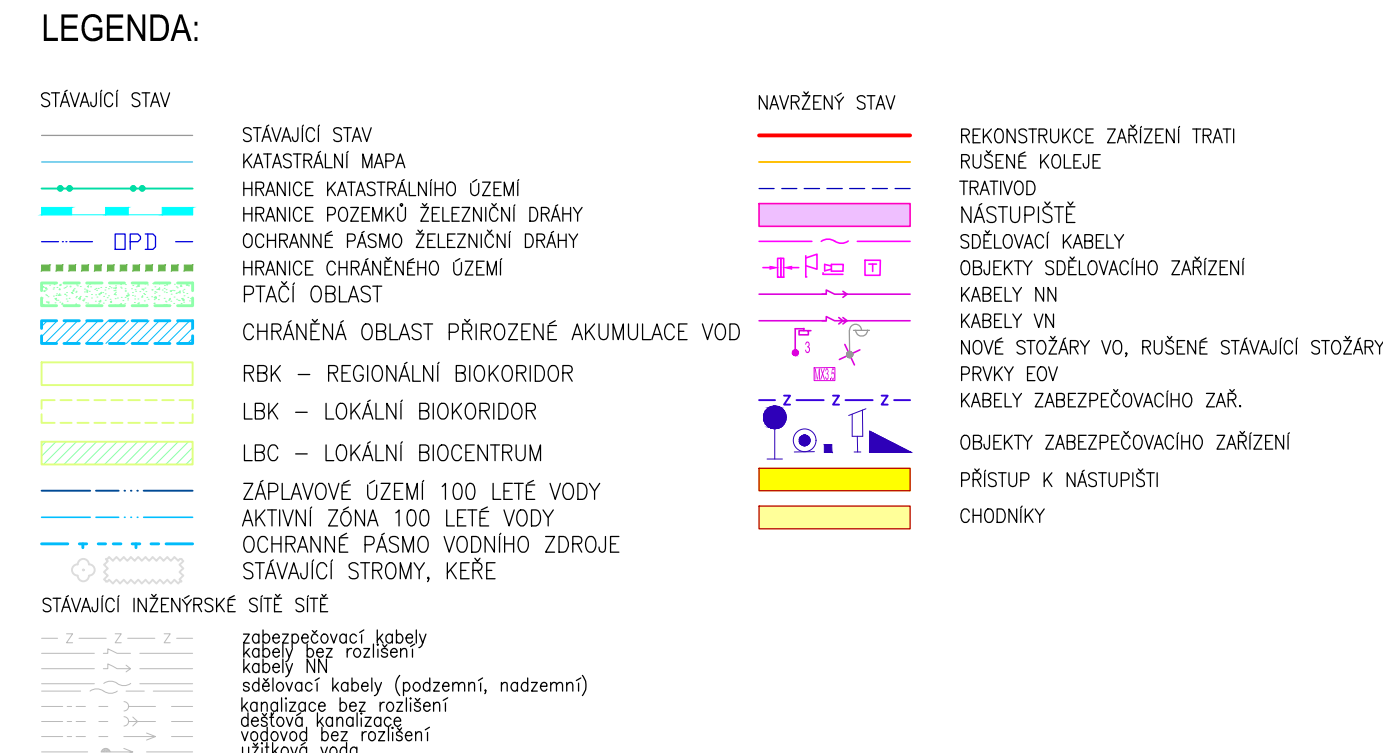 LEGENDA:
STÁVAJÍCÍ STAV
STÁVAJÍCÍ STAV
KATASTRÁLNÍ MAPA
HRANICE KATASTRÁLNÍHO ÚZEMÍ
HRANICE POZEMKŮ ŽELEZNIČNÍ DRÁHY
OPD OCHRANNÉ PÁSMO ŽELEZNIČNÍ DRÁHY
HRANICE CHRÁNĚNÉHO ÚZEMÍ
PTAČÍ OBLAST
CHRÁNĚNÁ OBLAST PŘIROZENÉ AKUMULACE VOD
RBK – REGIONÁLNÍ BIOKORIDOR
LBK – LOKÁLNÍ BIOKORIDOR
LBC – LOKÁLNÍ BIOCENTRUM
ZÁPLAVOVÉ ÚZEMÍ 100 LETÉ VODY
AKTIVNÍ ZÓNA 100 LETÉ VODY
OCHRANNÉ PÁSMO VODNÍHO ZDROJE
STÁVAJÍCÍ STROMY, KEŘE
STÁVAJÍCÍ INŽENÝRSKÉ SÍTĚ SÍTĚ
Z Z Z zabezpečovací kabely
kabely bez rozlišení
kabely NN
sdělovací kabely (podzemní, nadzemní)
kanalizace bez rozlišení
dešťová kanalizace
vodovod bez rozlišení
užitková voda
NAVRŽENÝ STAV
REKONSTRUKCE ZAŘÍZENÍ TRATI
RUŠENÉ KOLEJE
TRATIVOD
NÁSTUPIŠTĚ
SDĚLOVACÍ KABELY
T OBJEKTY SDĚLOVACÍHO ZAŘÍZENÍ
KABELY NN
KABELY VN
3 NOVÉ STOŽÁRY VO, RUŠENÉ STÁVAJÍCÍ STOŽÁRY
MX3.5 PRVKY EOV
Z Z Z KABELY ZABEZPEČOVACÍHO ZAŘ.
OBJEKTY ZABEZPEČOVACÍHO ZAŘÍZENÍ
PŘÍSTUP K NÁSTUPIŠTI
CHODNÍKY